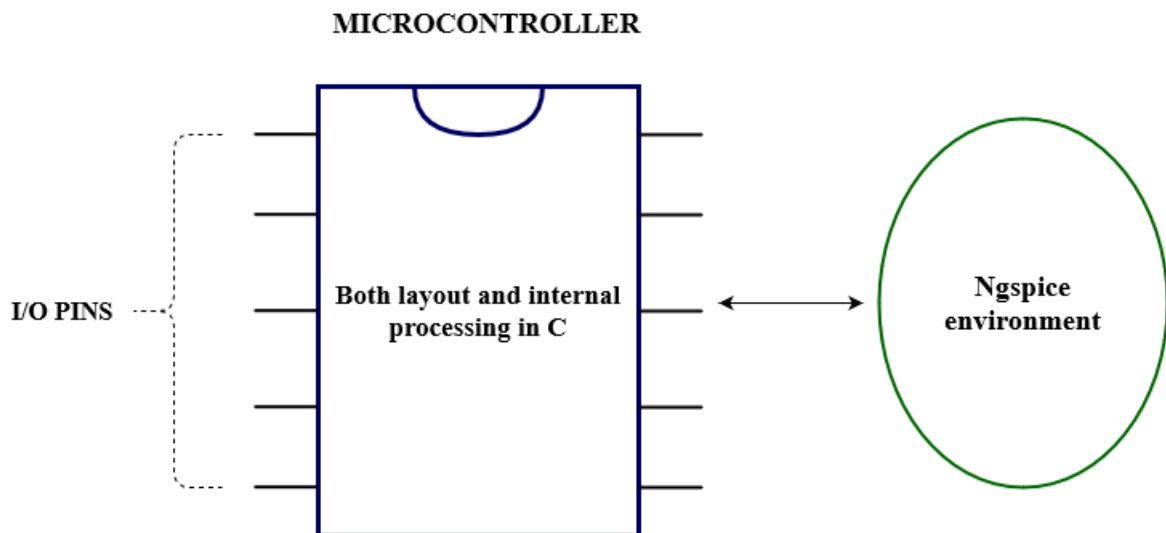 MICROCONTROLLER
I/O PINS
Both layout and internal
processing in C
Ngspice
environment